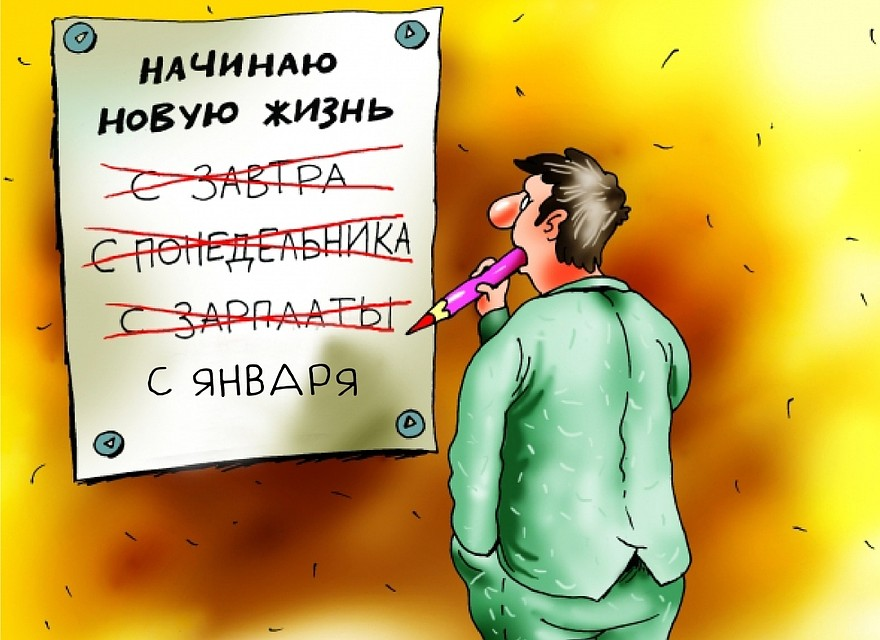 НАЧИНАЮ
НОВУЮ ЖИЗНЬ
С ЗАВТРА
С ПОНЕДЕЛЬНИКА
С ЗАРПЛАТЫ
С ЯНВАРЯ